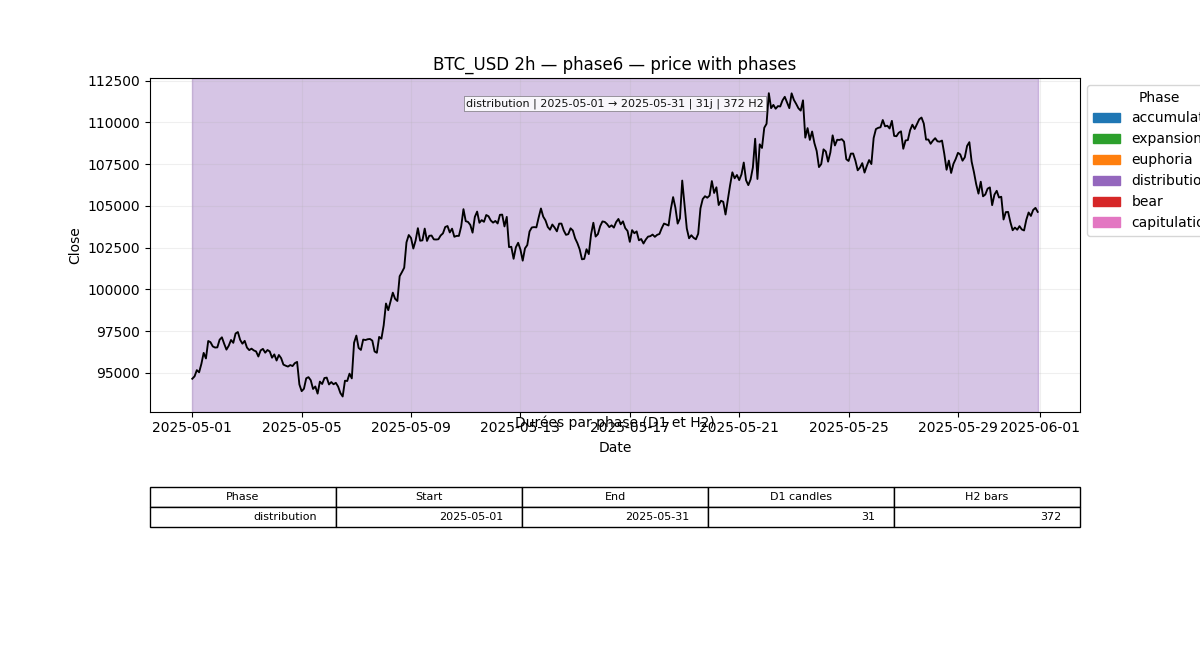 BTC_USD 2h — phase6 — price with phases
112500
110000
107500
105000
102500
100000
97500
95000
Close
distribution | 2025-05-01 → 2025-05-31 | 31j | 372 H2
Phase
accumulat
expansion
euphoria
distributio
bear
capitulatio
2025-05-01 2025-05-05 2025-05-09 2025-05-13 2025-05-17 2025-05-21 2025-05-25 2025-05-29 2025-06-01
Durées par phase (D1 et H2)
Date
Phase Start End D1 candles H2 bars
distribution 2025-05-01 2025-05-31 31 372